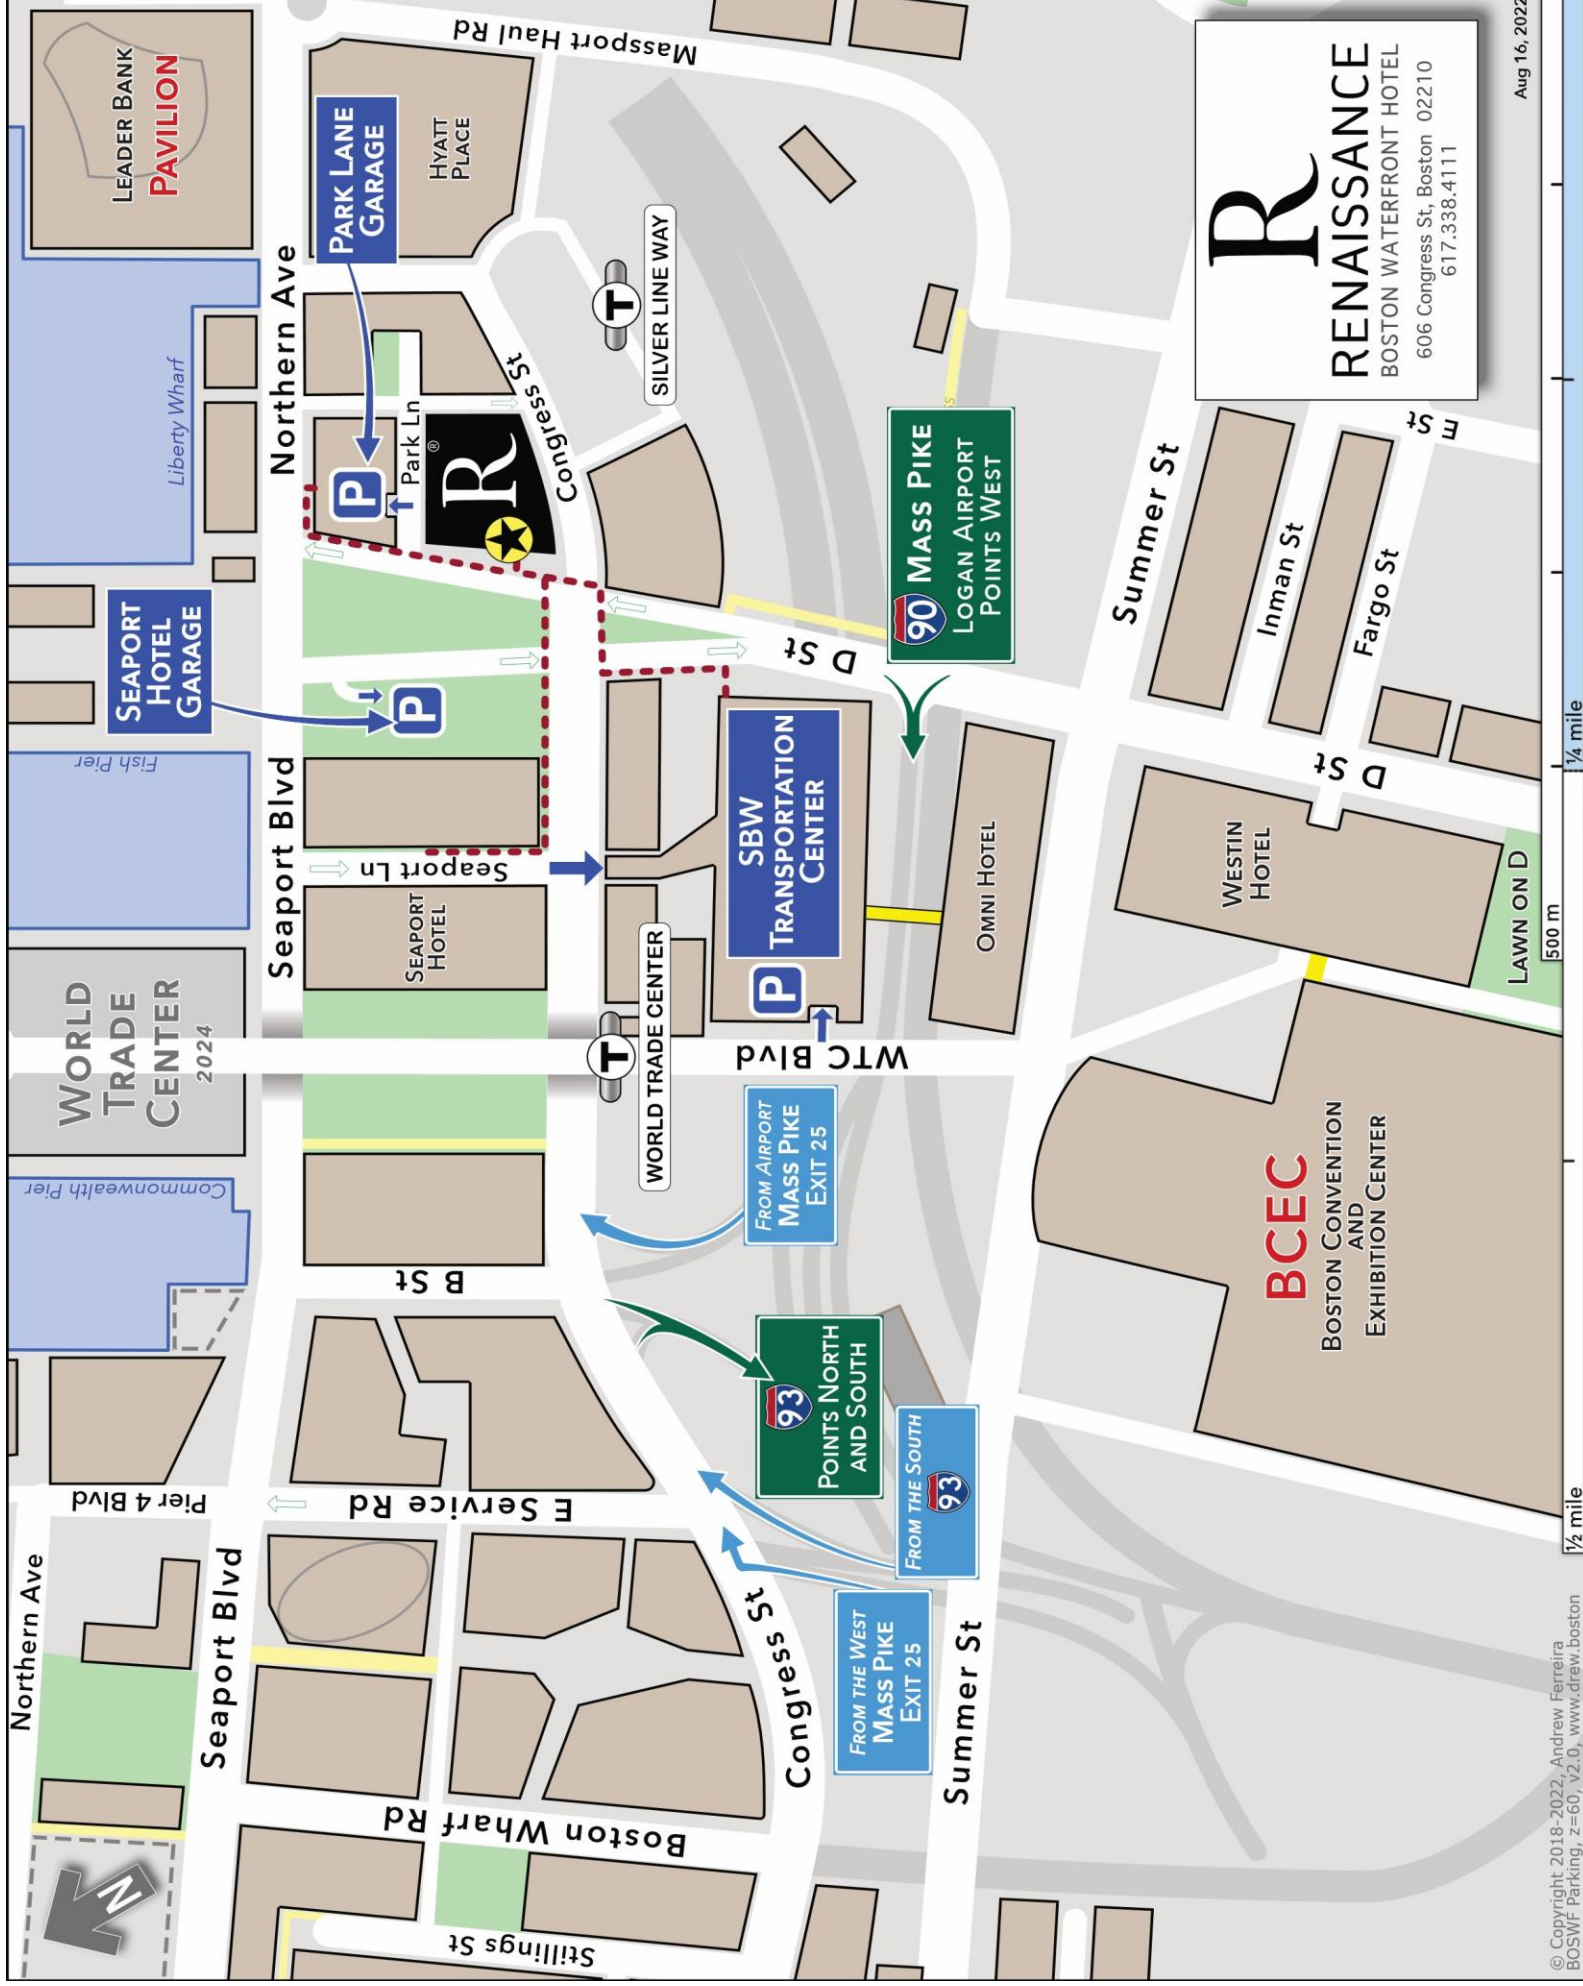 Northern Ave
Pier 4 Blvd
Commonwealth Pier
WORLD
TRADE
CENTER
2024
Fish Pier
SEAPORT
HOTEL
GARAGE
Liberty Wharf
LEADER BANK
PAVILION
N
Seaport Blvd
Seaport Blvd
Northern Ave
PARK LANE
GARAGE
Stillings St
Boston Wharf Rd
E Service Rd
B St
SEAPORT
HOTEL
Seaport Ln
P
P
Park Ln
R
®
HYATT
PLACE
Massport Haul Rd
Congress St
Congress St
T
WORLD TRADE CENTER
T
SILVER LINE WAY
FROM THE WEST
MASS PIKE
EXIT 25
FROM THE SOUTH
93
93
POINTS NORTH
AND SOUTH
FROM AIRPORT
MASS PIKE
EXIT 25
WTC Blvd
P
SBW
TRANSPORTATION
CENTER
D St
90 MASS PIKE
LOGAN AIRPORT
POINTS WEST
OMNI HOTEL
Summer St
Summer St
BCEC
BOSTON CONVENTION
AND
EXHIBITION CENTER
WESTIN
HOTEL
D St
LAWN ON D
Inman St
Fargo St
E St
R
RENAISSANCE
BOSTON WATERFRONT HOTEL
606 Congress St, Boston 02210
617.338.4111
Aug 16, 2022
© Copyright 2018-2022, Andrew Ferreira
BOSWF Parking, z=60, v2.0, www.drew.boston
½ mile
500 m
¼ mile